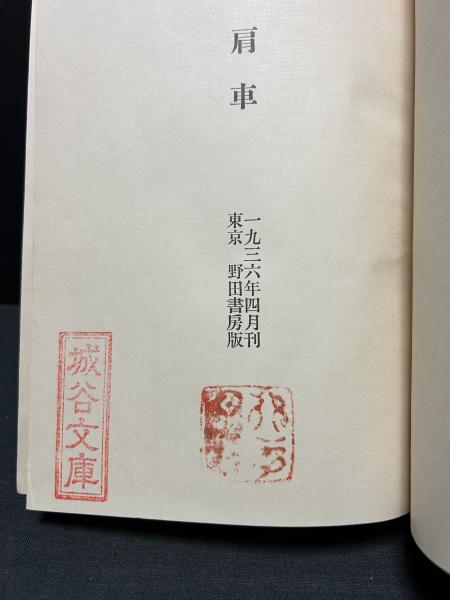 肩車
一九三六年四月刊
東京 野田書房版
城谷文庫